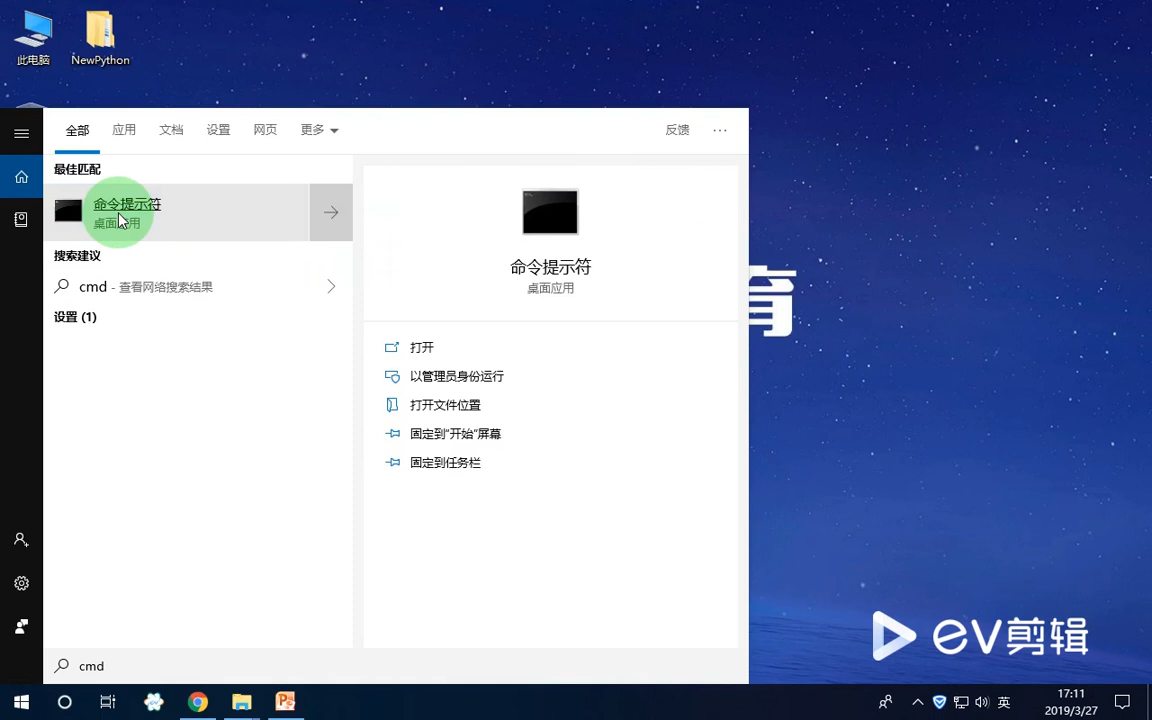 此电脑
NewPython
全部
应用
文档
设置
网页
更多
反馈
···
最佳匹配
命令提示符
桌面应用
搜索建议
cmd - 查看网络搜索结果
设置 (1)
命令提示符
桌面应用
打开
以管理员身份运行
打开文件位置
固定到"开始"屏幕
固定到任务栏
育
EV剪辑
cmd
英
17:11
2019/3/27